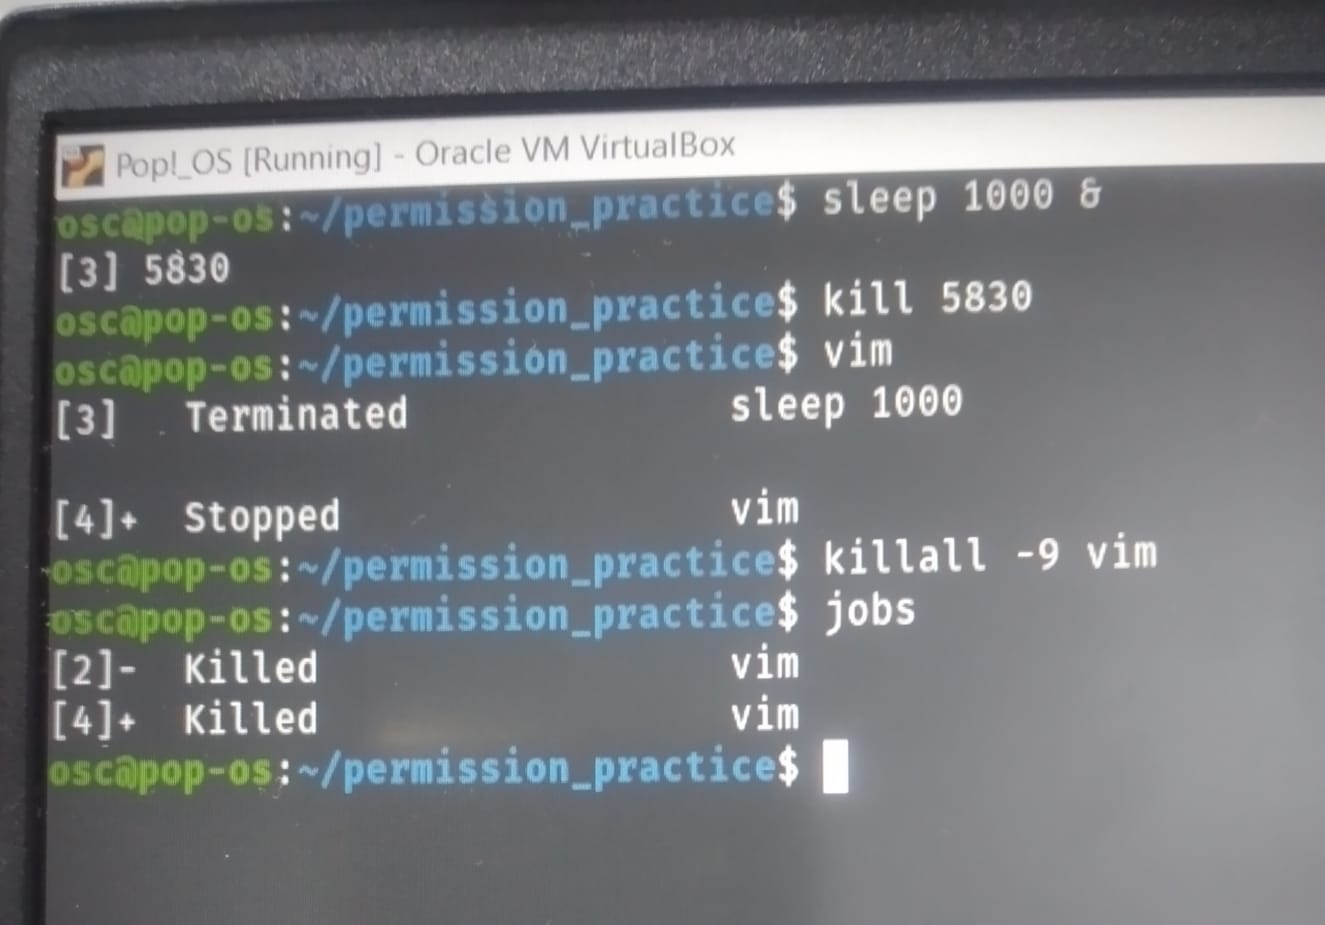 Pop!_OS [Running] - Oracle VM VirtualBox
osc@pop-os:~/permission_practice$ sleep 1000 &
[3] 5830
osc@pop-os:~/permission_practice$ kill 5830
osc@pop-os:~/permission_practice$ vim
[3]   Terminated              sleep 1000
[4]+  Stopped                 vim
osc@pop-os:~/permission_practice$ killall -9 vim
osc@pop-os:~/permission_practice$ jobs
[2]-  Killed                  vim
[4]+  Killed                  vim
osc@pop-os:~/permission_practice$